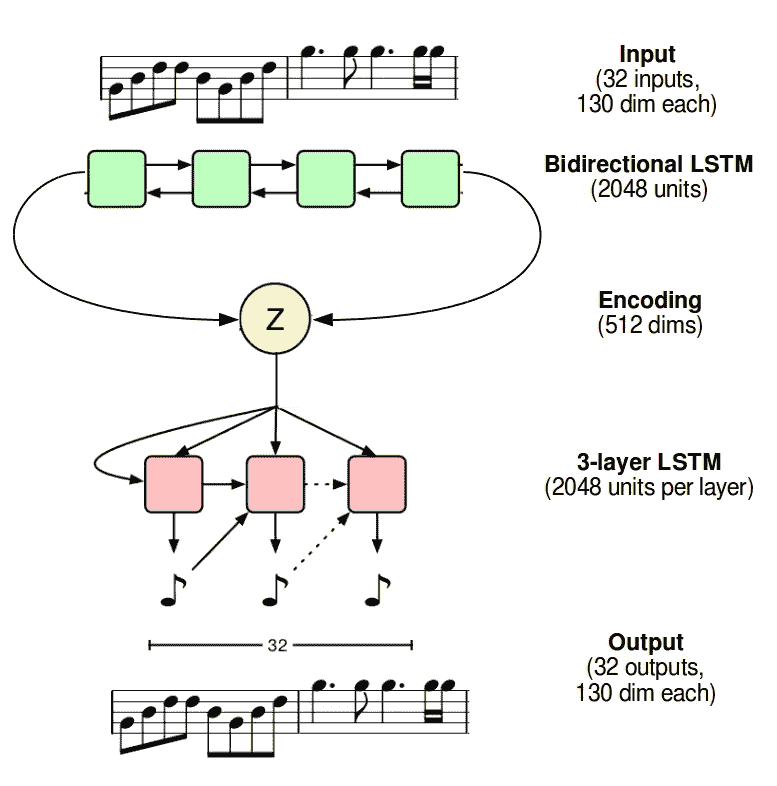 Input
(32 inputs,
130 dim each)
Bidirectional LSTM
(2048 units)
Z
Encoding
(512 dims)
3-layer LSTM
(2048 units per layer)
32
Output
(32 outputs,
130 dim each)